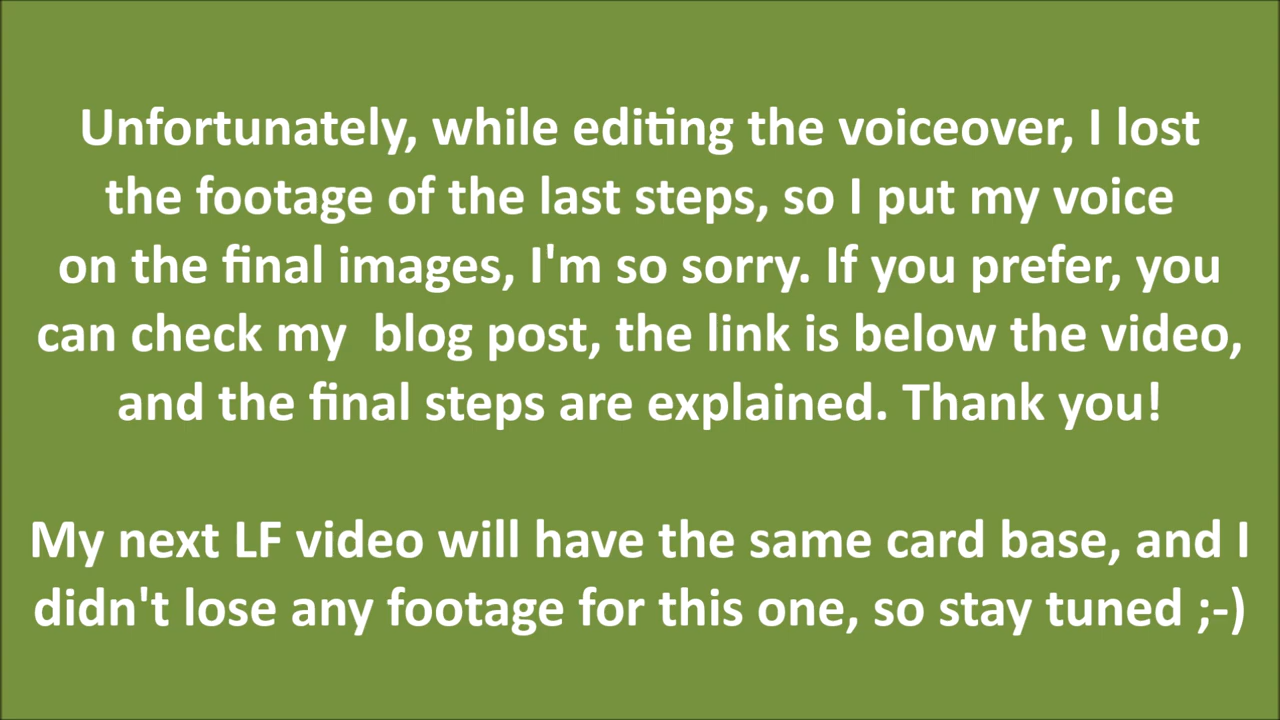 Unfortunately, while editing the voiceover, I lost
the footage of the last steps, so I put my voice
on the final images, I'm so sorry. If you prefer, you
can check my  blog post, the link is below the video,
and the final steps are explained. Thank you!
My next LF video will have the same card base, and I
didn't lose any footage for this one, so stay tuned ;-)